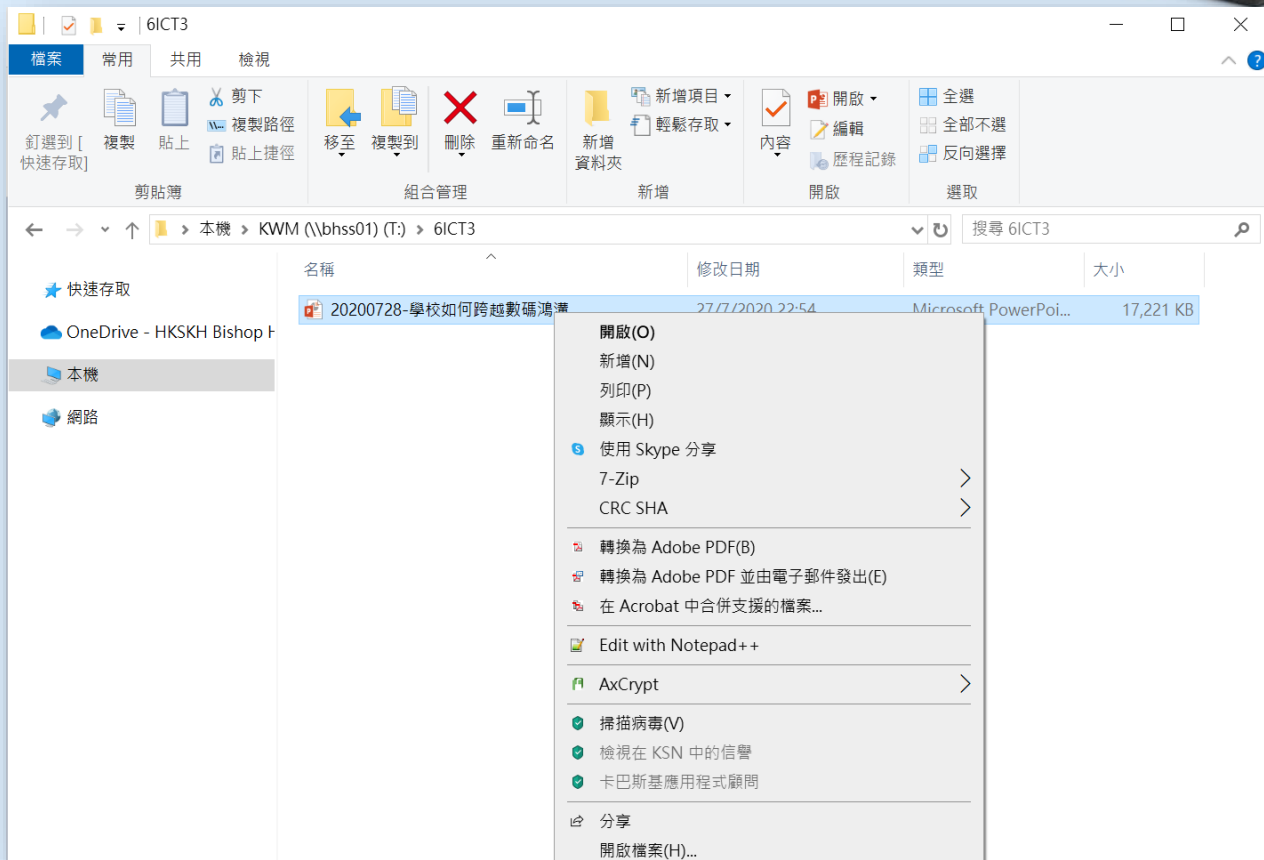 6ICT3
檔案 常用 共用 檢視
釘選到 [
快速存取]
複製
貼上
剪下
複製路徑
貼上捷徑
剪貼簿
移至
複製到
刪除
重新命名
組合管理
新增
資料夾
新增項目
輕鬆存取
新增
內容
開啟
編輯
歷程記錄
開啟
全選
全部不選
反向選擇
選取
本機 KWM (\\bhss01) (T:) 6ICT3
搜尋 6ICT3
快速存取
OneDrive - HKSKH Bishop H
本機
網路
名稱 修改日期 類型 大小
20200728-學校如何跨越數碼鴻溝 27/7/2020 22:54 Microsoft PowerPoi... 17,221 KB
開啟(O)
新增(N)
列印(P)
顯示(H)
使用 Skype 分享
7-Zip
CRC SHA
轉換為 Adobe PDF(B)
轉換為 Adobe PDF 並由電子郵件發出(E)
在 Acrobat 中合併支援的檔案...
Edit with Notepad++
AxCrypt
掃描病毒(V)
檢視在 KSN 中的信譽
卡巴斯基應用程式顧問
分享
開啟檔案(H)...